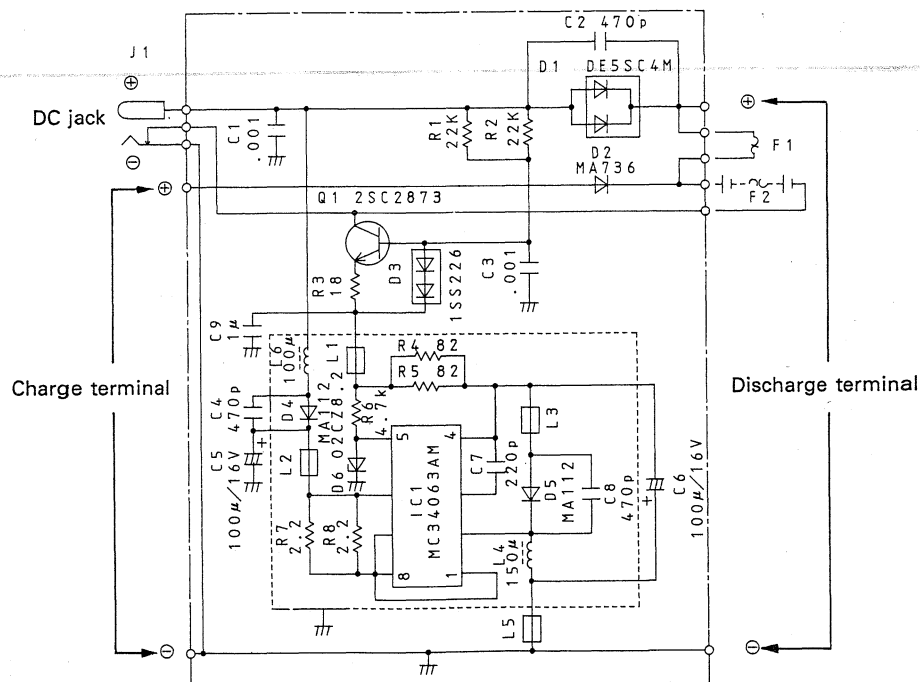 C2 470p
J1
D1 DE5SC4M
⊕
DC jack
C1
.001
R1
22K
R2
22K
⊕
F1
D2
MA736
⊖
⊕
F2
Q1 2SC2873
R3
18
D3
1SS226
C3
.001
C9
1μ
L6
100μ
L1
R4 82
R5 82
Charge terminal
Discharge terminal
C4
470p
D4
MA112
R6
4.7k
L3
C5
100μ/16V
+
L2
D6 02CZ8.2
5
4
C7
220p
IC1
MC34063AM
D5
MA112
C8
470p
C6
100μ/16V
+
R7
2.2
R8
2.2
8
1
L4
150μ
L5
⊖
⊖